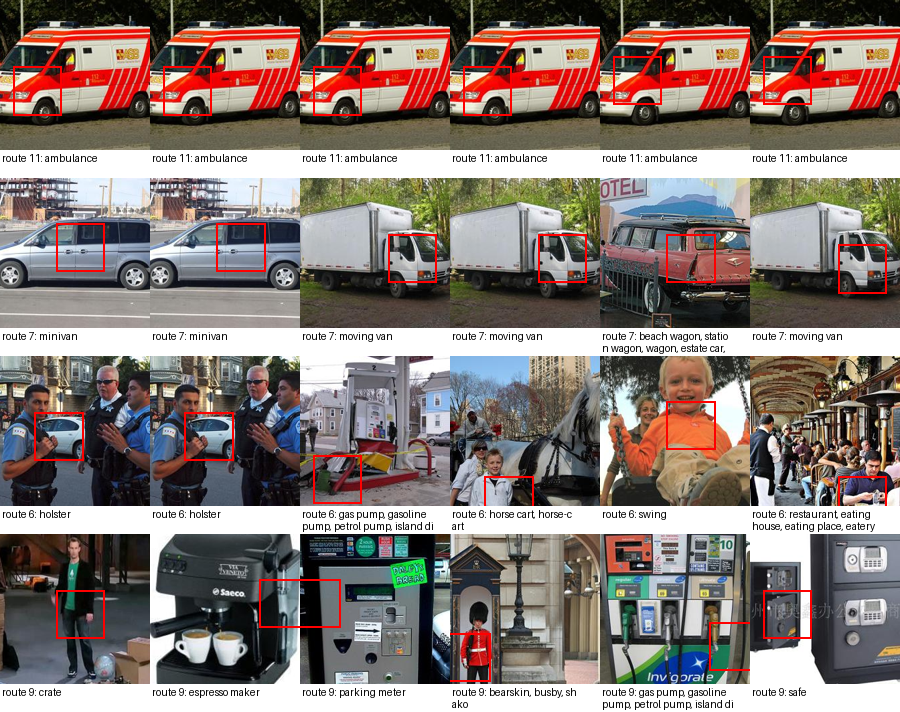 route 11: ambulance
route 11: ambulance
route 11: ambulance
route 11: ambulance
route 11: ambulance
route 11: ambulance
OTEL
route 7: minivan
route 7: minivan
route 7: moving van
route 7: moving van
route 7: beach wagon, statio
n wagon, wagon, estate car,
route 7: moving van
route 6: holster
route 6: holster
route 6: gas pump, gasoline
pump, petrol pump, island di
route 6: horse cart, horse-c
art
route 6: swing
route 6: restaurant, eating
house, eating place, eatery
Saeco
10
Invigorate
route 9: crate
route 9: espresso maker
route 9: parking meter
route 9: bearskin, busby, sh
ako
route 9: gas pump, gasoline
pump, petrol pump, island di
route 9: safe